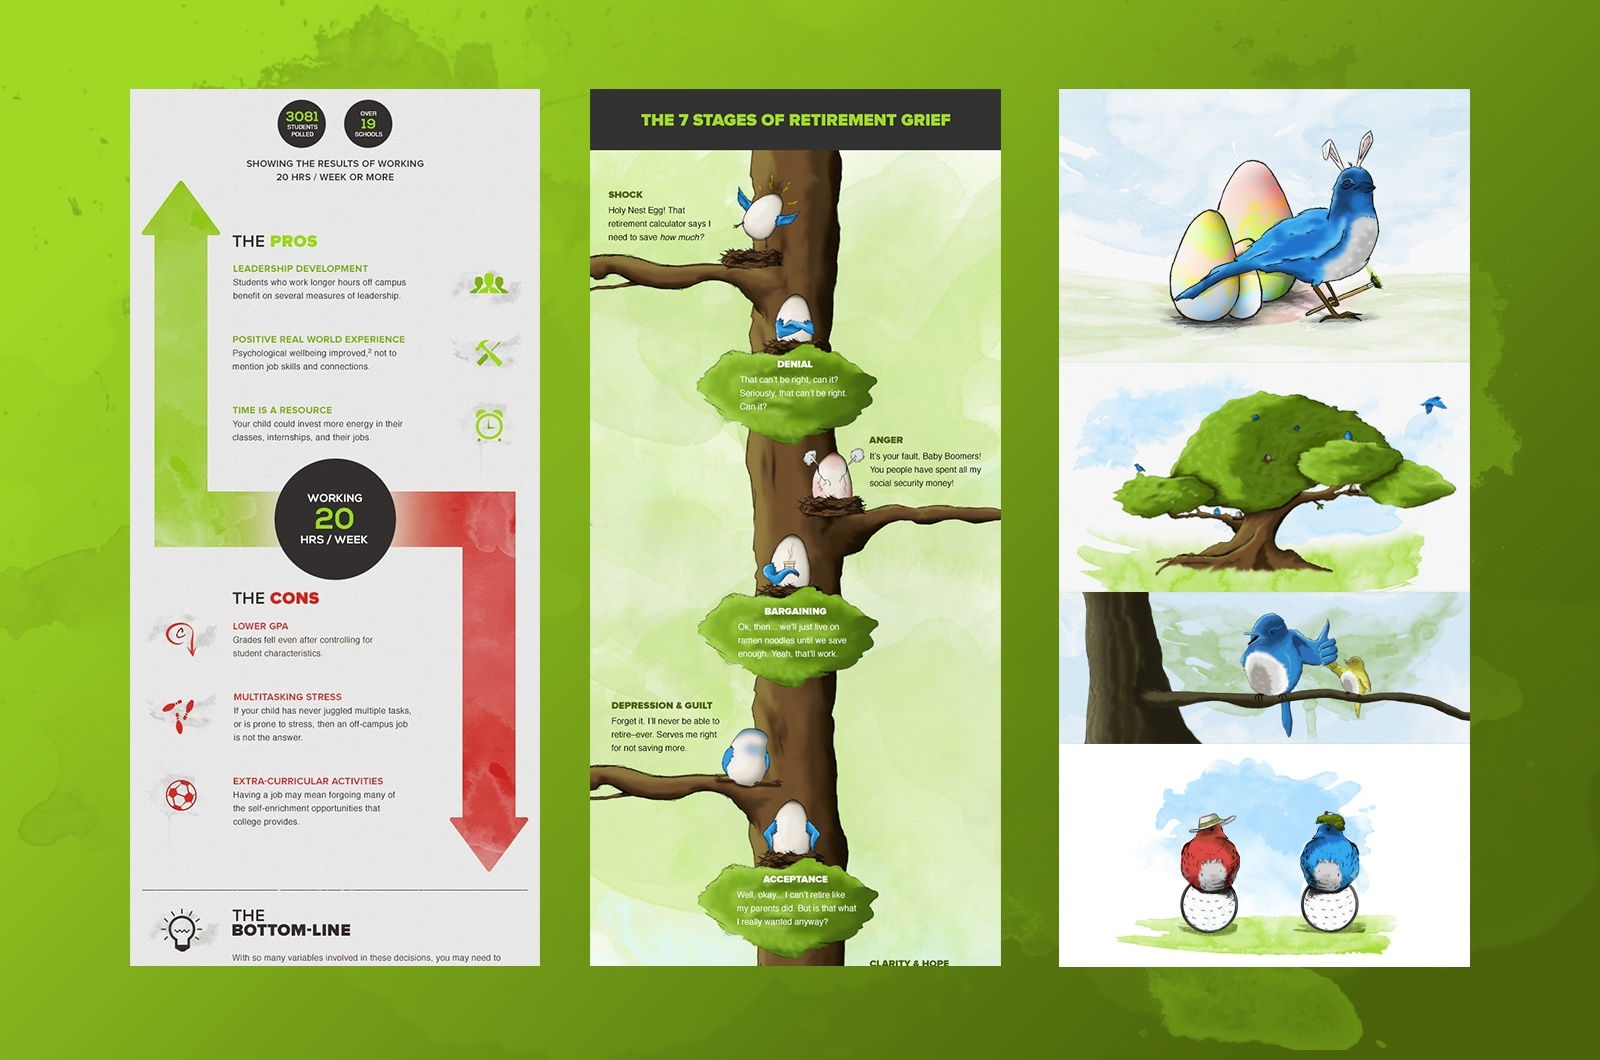 3081
STUDENTS
POLLED
OVER
19
SCHOOLS
SHOWING THE RESULTS OF WORKING
20 HRS / WEEK OR MORE
THE PROS
LEADERSHIP DEVELOPMENT
Students who work longer hours off campus
benefit on several measures of leadership.
POSITIVE REAL WORLD EXPERIENCE
Psychological wellbeing improved,² not to
mention job skills and connections.
TIME IS A RESOURCE
Your child could invest more energy in their
classes, internships, and their jobs.
WORKING
20
HRS / WEEK
THE CONS
C
LOWER GPA
Grades fell even after controlling for
student characteristics.
MULTITASKING STRESS
If your child has never juggled multiple tasks,
or is prone to stress, then an off-campus job
is not the answer.
EXTRA-CURRICULAR ACTIVITIES
Having a job may mean forgoing many of
the self-enrichment opportunities that
college provides.
THE
BOTTOM-LINE
With so many variables involved in these decisions, you may need to
THE 7 STAGES OF RETIREMENT GRIEF
SHOCK
Holy Nest Egg! That
retirement calculator says I
need to save how much?
DENIAL
That can't be right, can it?
Seriously, that can't be right.
Can it?
ANGER
It's your fault, Baby Boomers!
You people have spent all my
social security money!
BARGAINING
Ok, then... we'll just live on
ramen noodles until we save
enough. Yeah, that'll work.
DEPRESSION & GUILT
Forget it. I'll never be able to
retire–ever. Serves me right
for not saving more.
ACCEPTANCE
Well, okay... I can't retire like
my parents did. But is that what
I really wanted anyway?
CLARITY & HOPE